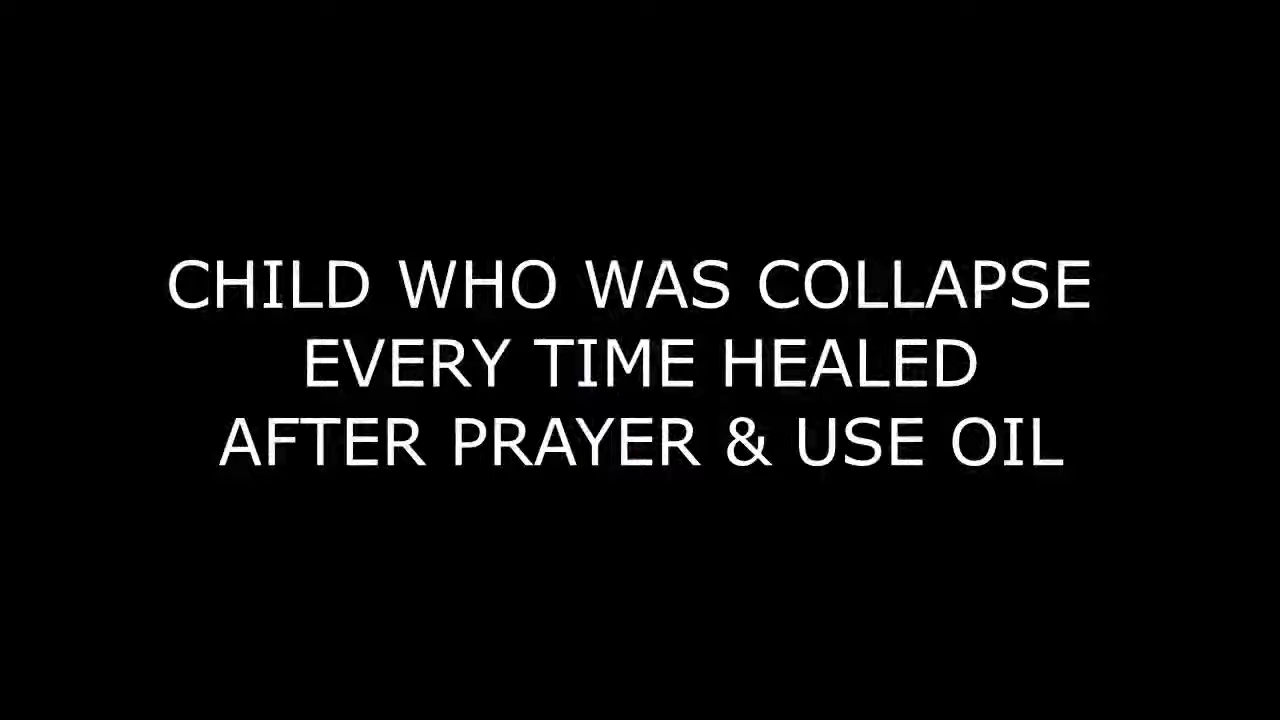 CHILD WHO WAS COLLAPSE
EVERY TIME HEALED
AFTER PRAYER & USE OIL